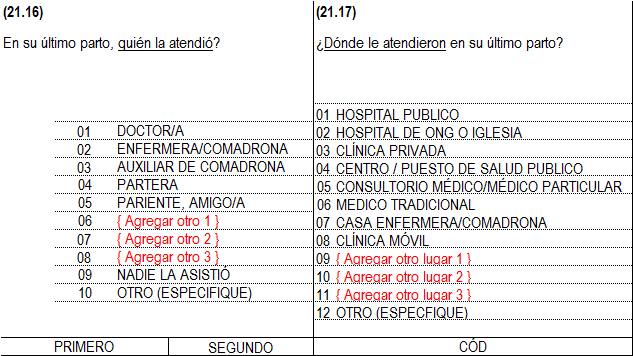 (21.16)
En su último parto, quién la atendió?
01 DOCTOR/A
02 ENFERMERA/COMADRONA
03 AUXILIAR DE COMADRONA
04 PARTERA
05 PARIENTE, AMIGO/A
06 { Agregar otro 1 }
07 { Agregar otro 2 }
08 { Agregar otro 3 }
09 NADIE LA ASISTIÓ
10 OTRO (ESPECIFIQUE)
PRIMERO
SEGUNDO
(21.17)
¿Dónde le atendieron en su último parto?
01 HOSPITAL PUBLICO
02 HOSPITAL DE ONG O IGLESIA
03 CLÍNICA PRIVADA
04 CENTRO / PUESTO DE SALUD PUBLICO
05 CONSULTORIO MÉDICO/MÉDICO PARTICULAR
06 MEDICO TRADICIONAL
07 CASA ENFERMERA/COMADRONA
08 CLÍNICA MÓVIL
09 { Agregar otro lugar 1 }
10 { Agregar otro lugar 2 }
11 { Agregar otro lugar 3 }
12 OTRO (ESPECFIQUE)
CÓD